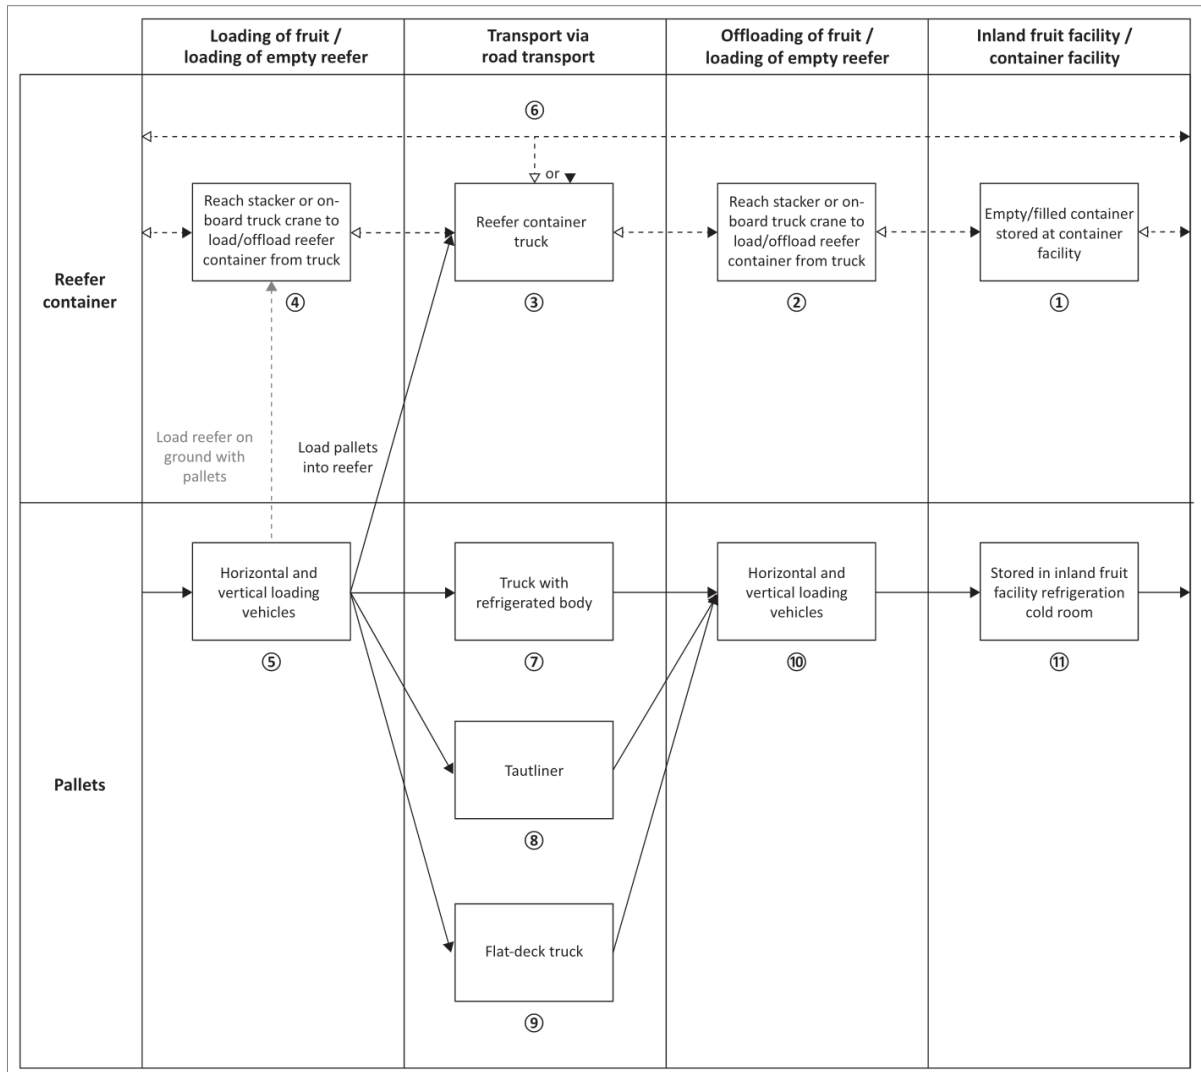 Loading of fruit /
loading of empty reefer
Transport via
road transport
Offloading of fruit /
loading of empty reefer
Inland fruit facility /
container facility
⑥
or
Reefer
container
Reach stacker or on-
board truck crane to
load/offload reefer
container from truck
④
Reefer container
truck
③
Reach stacker or on-
board truck crane to
load/offload reefer
container from truck
②
Empty/filled container
stored at container
facility
①
Load reefer on
ground with
pallets
Load pallets
into reefer
Pallets
Horizontal and
vertical loading
vehicles
⑤
Truck with
refrigerated body
⑦
Horizontal and
vertical loading
vehicles
⑩
Stored in inland fruit
facility refrigeration
cold room
⑪
Tautliner
⑧
Flat-deck truck
⑨